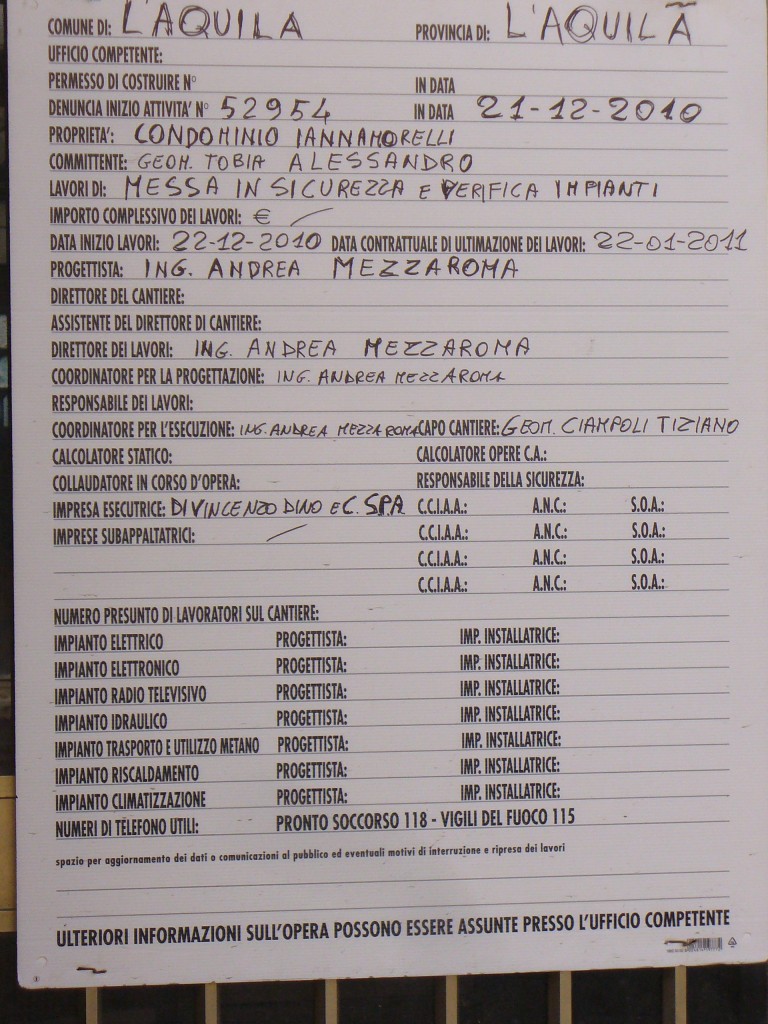 COMUNE DI: L'AQUILA PROVINCIA DI: L'AQUILA
UFFICIO COMPETENTE:
PERMESSO DI COSTRUIRE N° IN DATA
DENUNCIA INIZIO ATTIVITA' N° 52954 IN DATA 21-12-2010
PROPRIETA': CONDOMINIO IANNAMORELLI
COMMITTENTE: GEOM. TOBIA ALESSANDRO
LAVORI DI: MESSA IN SICUREZZA E VERIFICA IMPIANTI
IMPORTO COMPLESSIVO DEI LAVORI: € /
DATA INIZIO LAVORI: 22-12-2010 DATA CONTRATTUALE DI ULTIMAZIONE DEI LAVORI: 22-01-2011
PROGETTISTA: ING. ANDREA MEZZAROMA
DIRETTORE DEL CANTIERE:
ASSISTENTE DEL DIRETTORE DI CANTIERE:
DIRETTORE DEI LAVORI: ING. ANDREA MEZZAROMA
COORDINATORE PER LA PROGETTAZIONE: ING. ANDREA MEZZAROMA
RESPONSABILE DEI LAVORI:
COORDINATORE PER L'ESECUZIONE: ING. ANDREA MEZZAROMA CAPO CANTIERE: GEOM. CIAMPOLI TIZIANO
CALCOLATORE STATICO: CALCOLATORE OPERE C.A.:
COLLAUDATORE IN CORSO D'OPERA: RESPONSABILE DELLA SICUREZZA:
IMPRESA ESECUTRICE: DI VINCENZO DINO E C. SPA C.C.I.A.A.: A.N.C.: S.O.A.:
IMPRESE SUBAPPALTATRICI: / C.C.I.A.A.: A.N.C.: S.O.A.:
C.C.I.A.A.: A.N.C.: S.O.A.:
C.C.I.A.A.: A.N.C.: S.O.A.:
NUMERO PRESUNTO DI LAVORATORI SUL CANTIERE:
IMPIANTO ELETTRICO PROGETTISTA: IMP. INSTALLATRICE:
IMPIANTO ELETTRONICO PROGETTISTA: IMP. INSTALLATRICE:
IMPIANTO RADIO TELEVISIVO PROGETTISTA: IMP. INSTALLATRICE:
IMPIANTO IDRAULICO PROGETTISTA: IMP. INSTALLATRICE:
IMPIANTO TRASPORTO E UTILIZZO METANO PROGETTISTA: IMP. INSTALLATRICE:
IMPIANTO RISCALDAMENTO PROGETTISTA: IMP. INSTALLATRICE:
IMPIANTO CLIMATIZZAZIONE PROGETTISTA: IMP. INSTALLATRICE:
NUMERI DI TELEFONO UTILI: PRONTO SOCCORSO 118 - VIGILI DEL FUOCO 115
spazio per aggiornamento dei dati o comunicazioni al pubblico ed eventuali motivi di interruzione e ripresa dei lavori
ULTERIORI INFORMAZIONI SULL'OPERA POSSONO ESSERE ASSUNTE PRESSO L'UFFICIO COMPETENTE